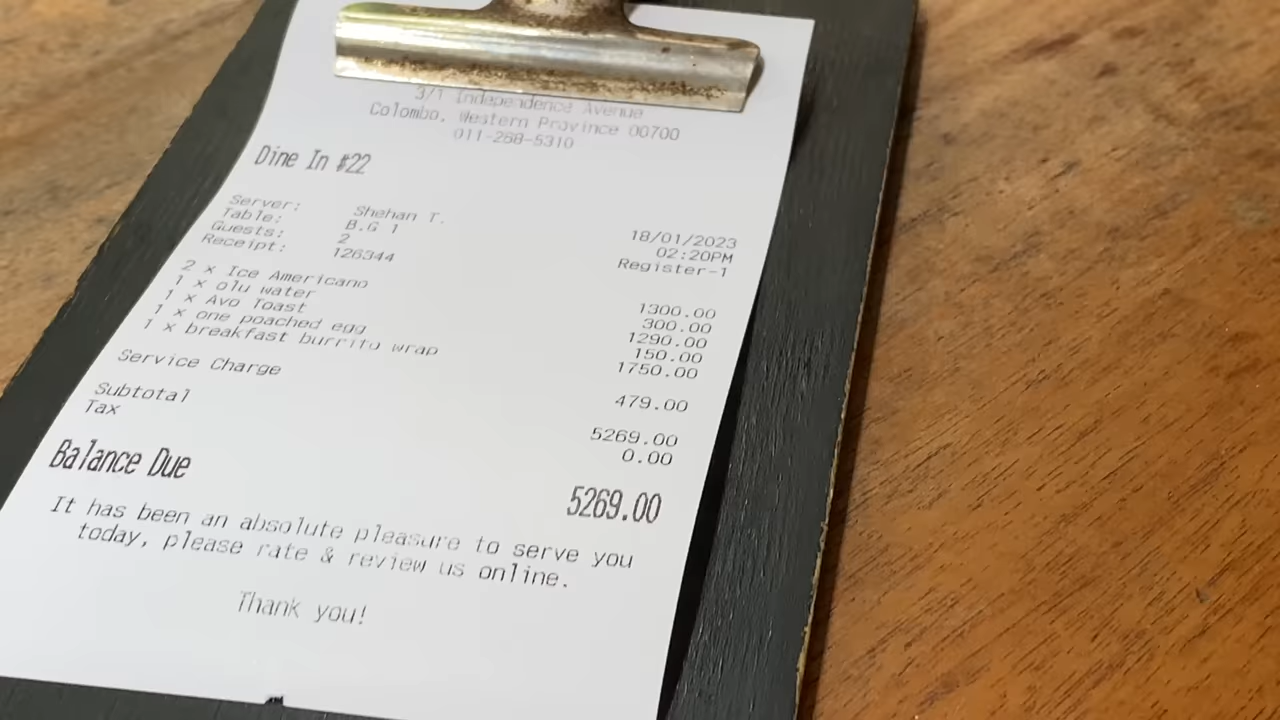 3/1 Independence Avenue
Colombo, Western Province 00700
011-268-5310
Dine In #22
Server: Shehan T.
Table: B.G 1 18/01/2023
Guests: 2 02:20PM
Receipt: 126344 Register-1
2 x Ice Americano 1300.00
1 x olu water 300.00
1 x Avo Toast 1290.00
1 x one poached egg 150.00
1 x breakfast burrito wrap 1750.00
Service Charge 479.00
Subtotal 5269.00
Tax 0.00
Balance Due 5269.00
It has been an absolute pleasure to serve you
today, please rate & review us online.
Thank you!